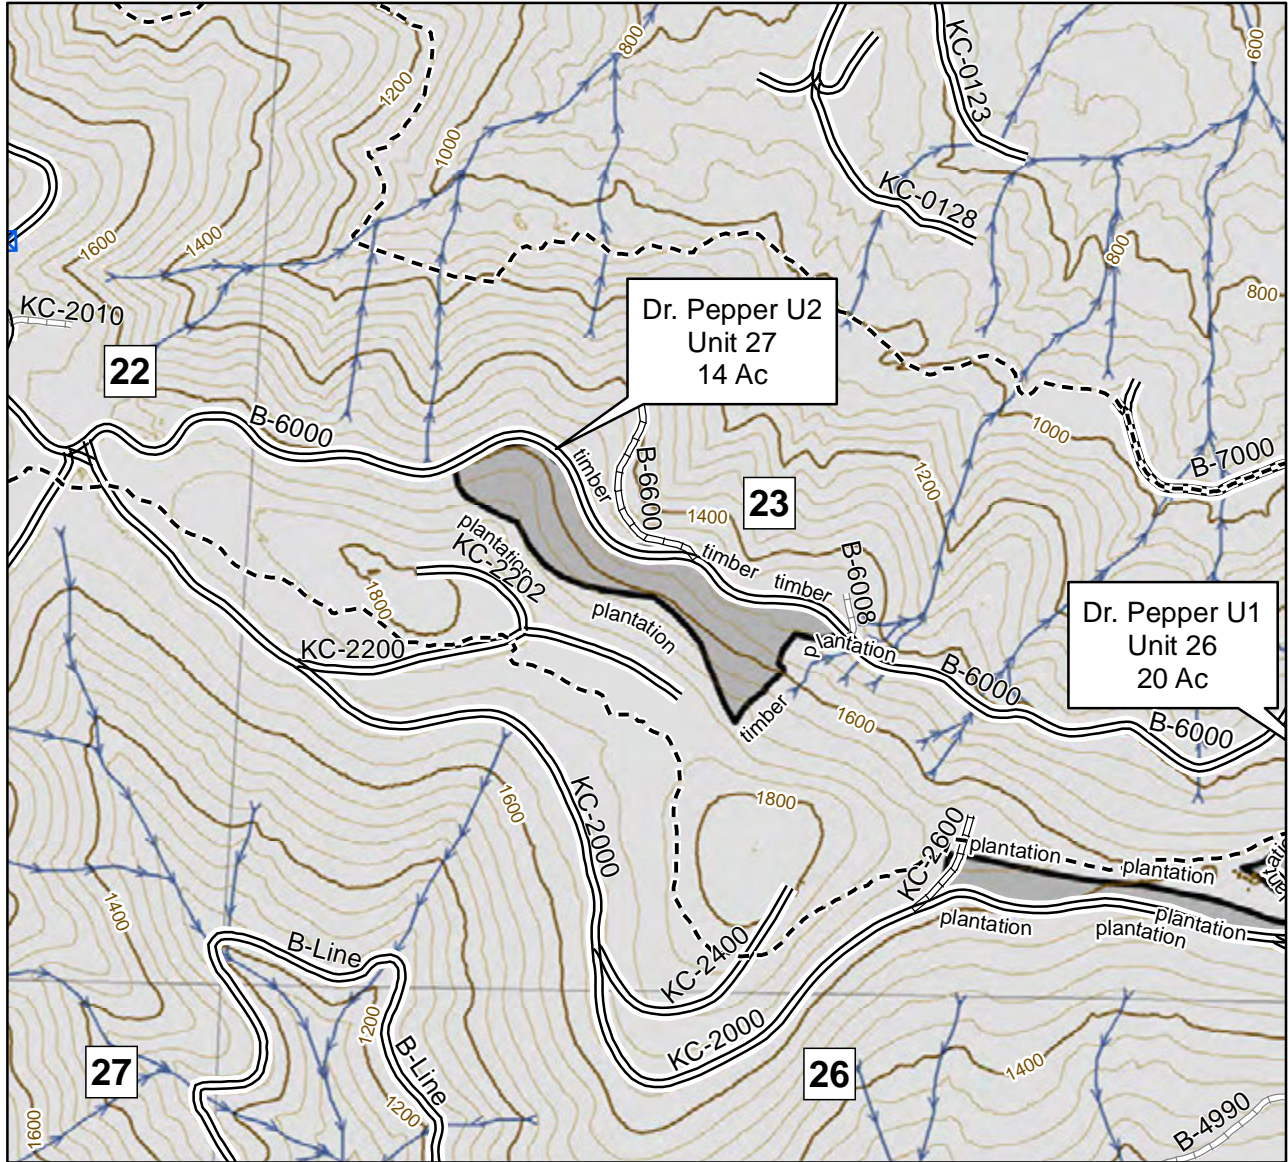 800
600
1200
KC-0123
1000
KC-0128
1600
1400
800
800
KC-2010
Dr. Pepper U2
Unit 27
14 Ac
22
B-6000
timber
B-6600
1400
23
1200
1000
B-7000
plantation
KC-2202
timber
timber
B-6008
1800
plantation
plantation
Dr. Pepper U1
Unit 26
20 Ac
KC-2200
timber
B-6000
1600
B-6000
1600
KC-2000
1800
KC-2600
plantation
plantation
1400
plantation
plantation
plantation
B-Line
KC-2400
1200
KC-2000
B-Line
27
26
1400
1200
1600
B-4990